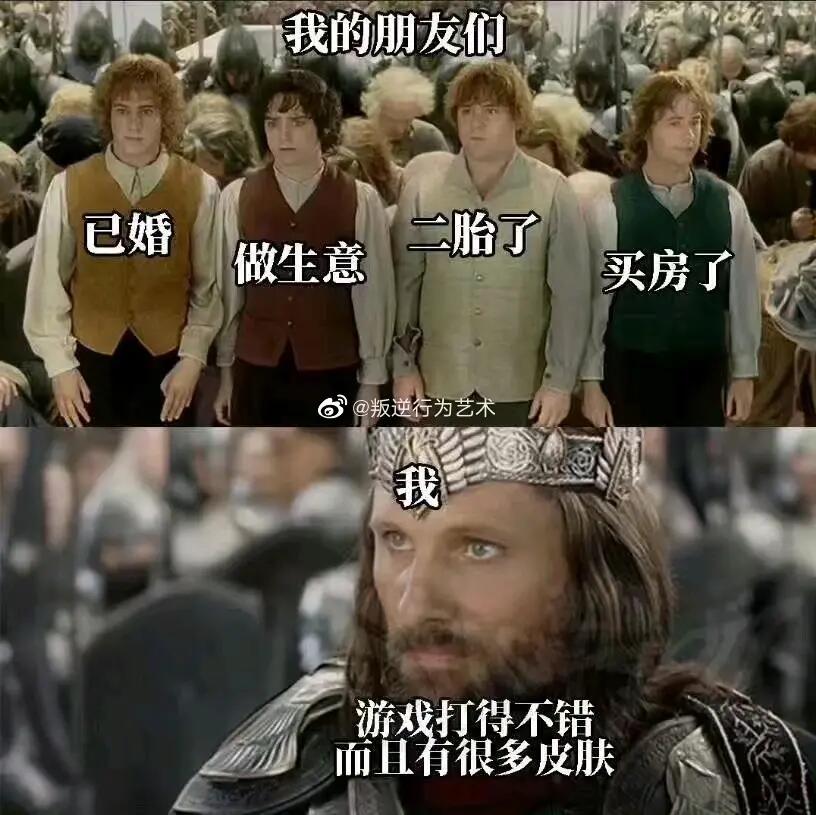 我的朋友们
已婚
做生意
二胎了
买房了
@叛逆行为艺术
我
游戏打得不错
而且有很多皮肤